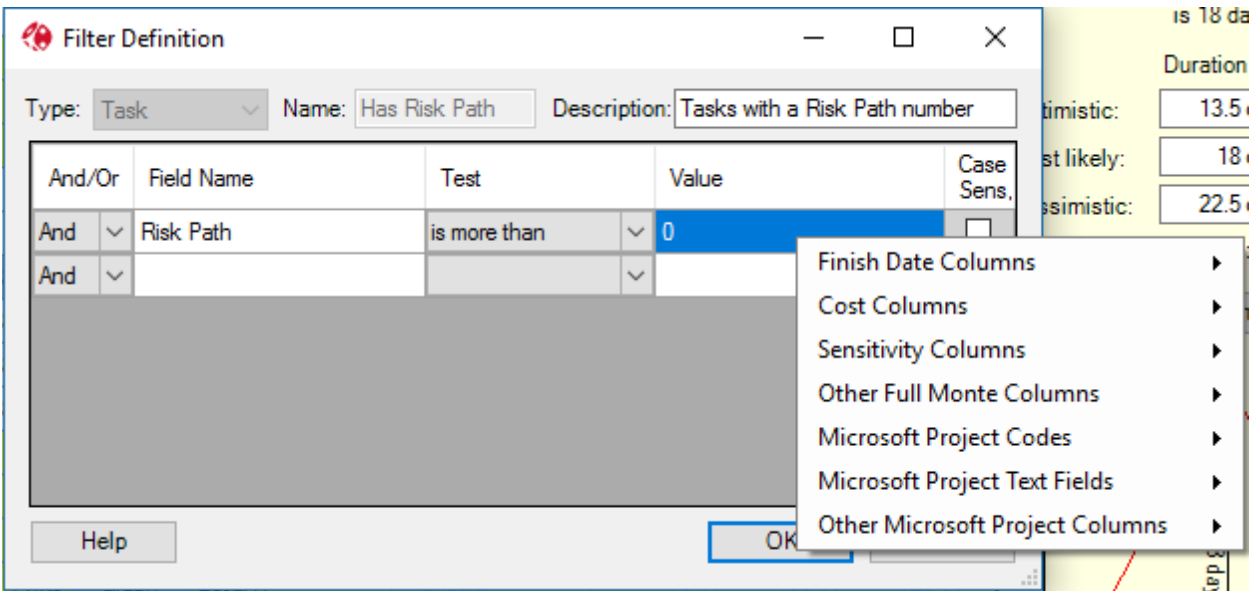 Filter Definition
Type: Task Name: Has Risk Path Description: Tasks with a Risk Path number
And/Or Field Name Test Value Case Sens.
And Risk Path is more than 0
And
Finish Date Columns
Cost Columns
Sensitivity Columns
Other Full Monte Columns
Microsoft Project Codes
Microsoft Project Text Fields
Other Microsoft Project Columns
Help OK
is 18 da
Duration
timistic: 13.5
st likely: 18
ssimistic: 22.5